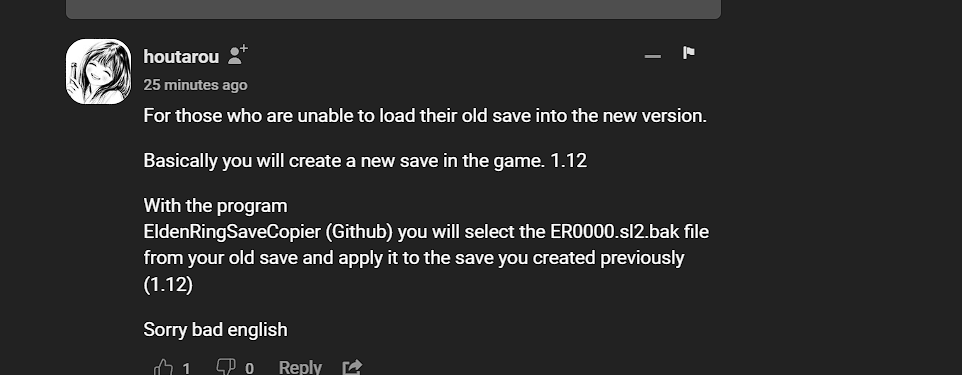 houtarou
25 minutes ago
For those who are unable to load their old save into the new version.
Basically you will create a new save in the game. 1.12
With the program
EldenRingSaveCopier (Github) you will select the ER0000.sl2.bak file
from your old save and apply it to the save you created previously
(1.12)
Sorry bad english
1 0 Reply